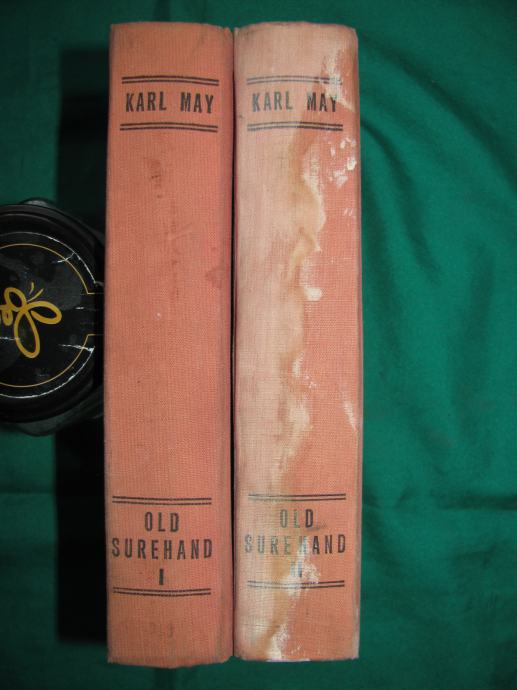 KARL MAY
OLD
SUREHAND
I
KARL MAY
OLD
SUREHAND
II